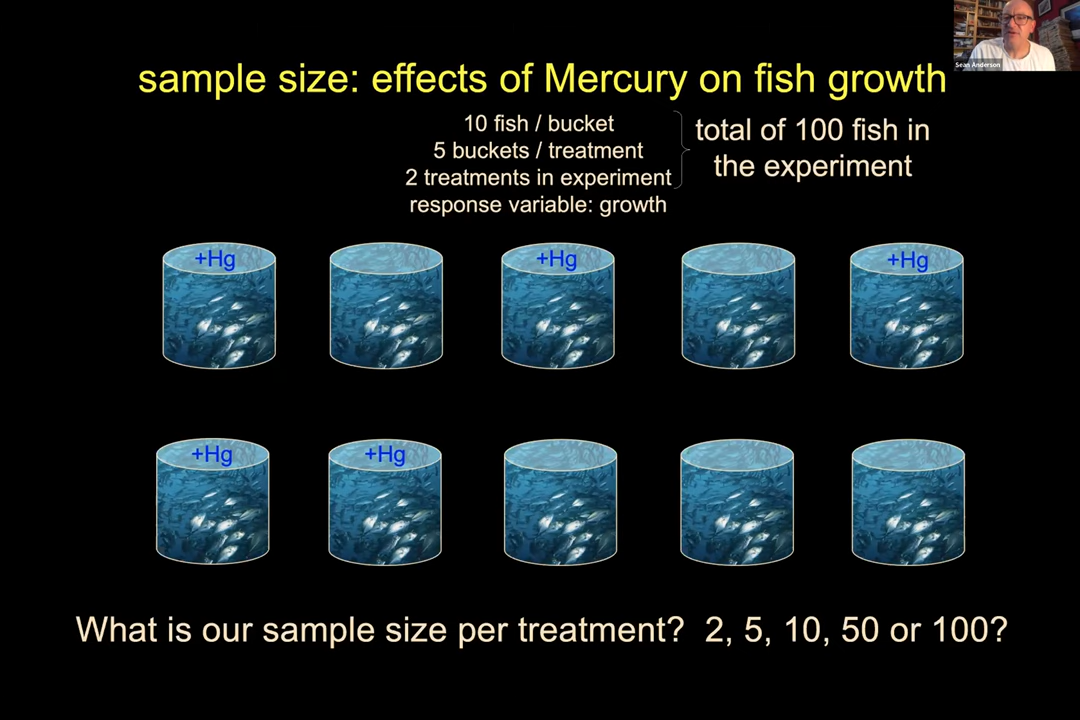 Sean Anderson
sample size: effects of Mercury on fish growth
10 fish / bucket
5 buckets / treatment
2 treatments in experiment
response variable: growth
total of 100 fish in
the experiment
+Hg
+Hg
+Hg
+Hg
+Hg
What is our sample size per treatment? 2, 5, 10, 50 or 100?